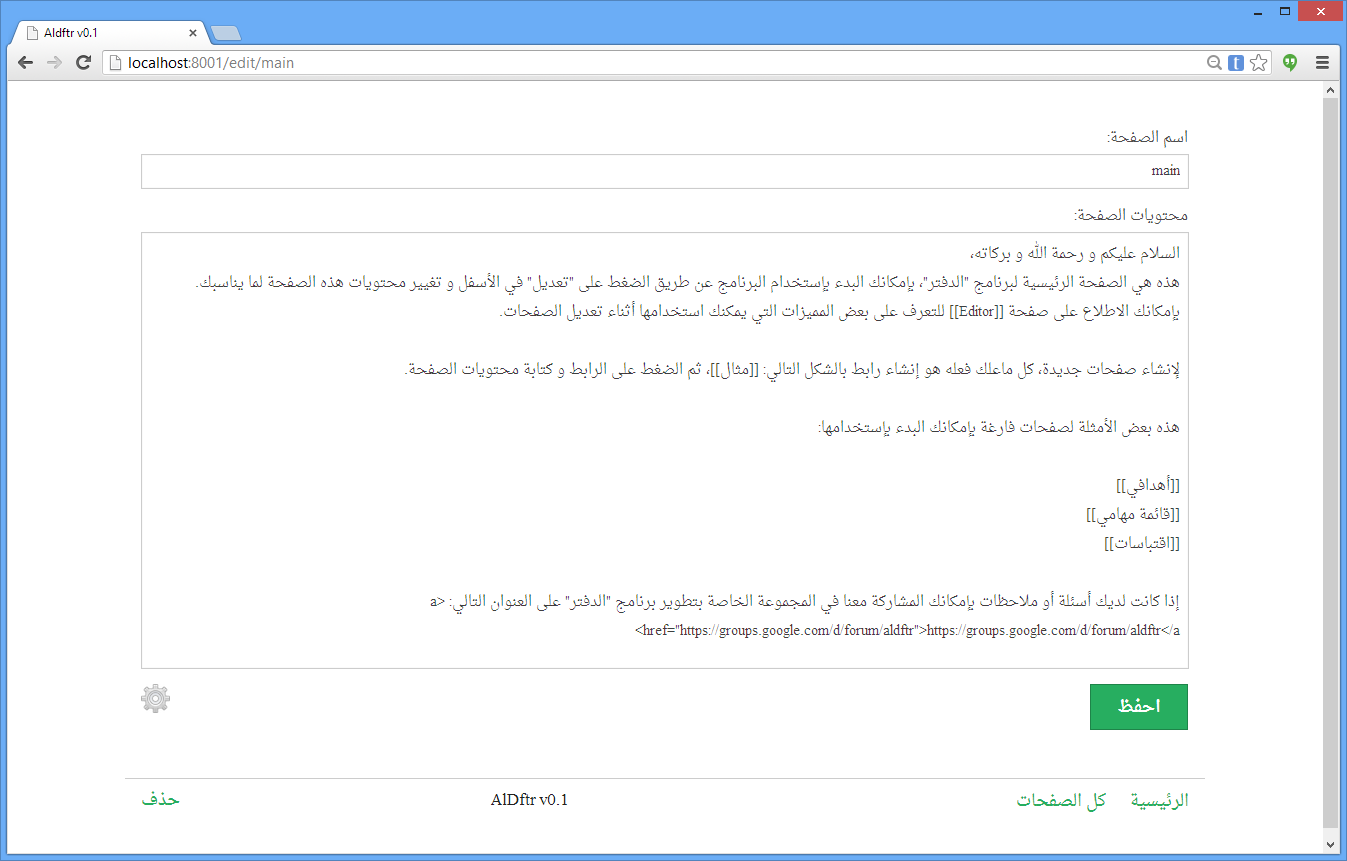 Aldftr v0.1
localhost:8001/edit/main
اسم الصفحة:
main
محتويات الصفحة:
السلام عليكم و رحمة الله و بركاته،
هذه هي الصفحة الرئيسية لبرنامج "الدفتر"، بإمكانك البدء بإستخدام البرنامج عن طريق الضغط على "تعديل" في الأسفل و تغيير محتويات هذه الصفحة لما يناسبك.
بإمكانك الاطلاع على صفحة [[Editor]] للتعرف على بعض المميزات التي يمكنك استخدامها أثناء تعديل الصفحات.
لإنشاء صفحات جديدة، كل ماعلك فعله هو إنشاء رابط بالشكل التالي: [[مثال]]، ثم الضغط على الرابط و كتابة محتويات الصفحة.
هذه بعض الأمثلة لصفحات فارغة بإمكانك البدء بإستخدامها:
[[أهدافي]]
[[قائمة مهامي]]
[[اقتباسات]]
إذا كانت لديك أسئلة أو ملاحظات بإمكانك المشاركة معنا في المجموعة الخاصة بتطوير برنامج "الدفتر" على العنوان التالي: <a
href="https://groups.google.com/d/forum/aldftr">https://groups.google.com/d/forum/aldftr</a>
احفظ
الرئيسية كل الصفحات AlDftr v0.1 حذف